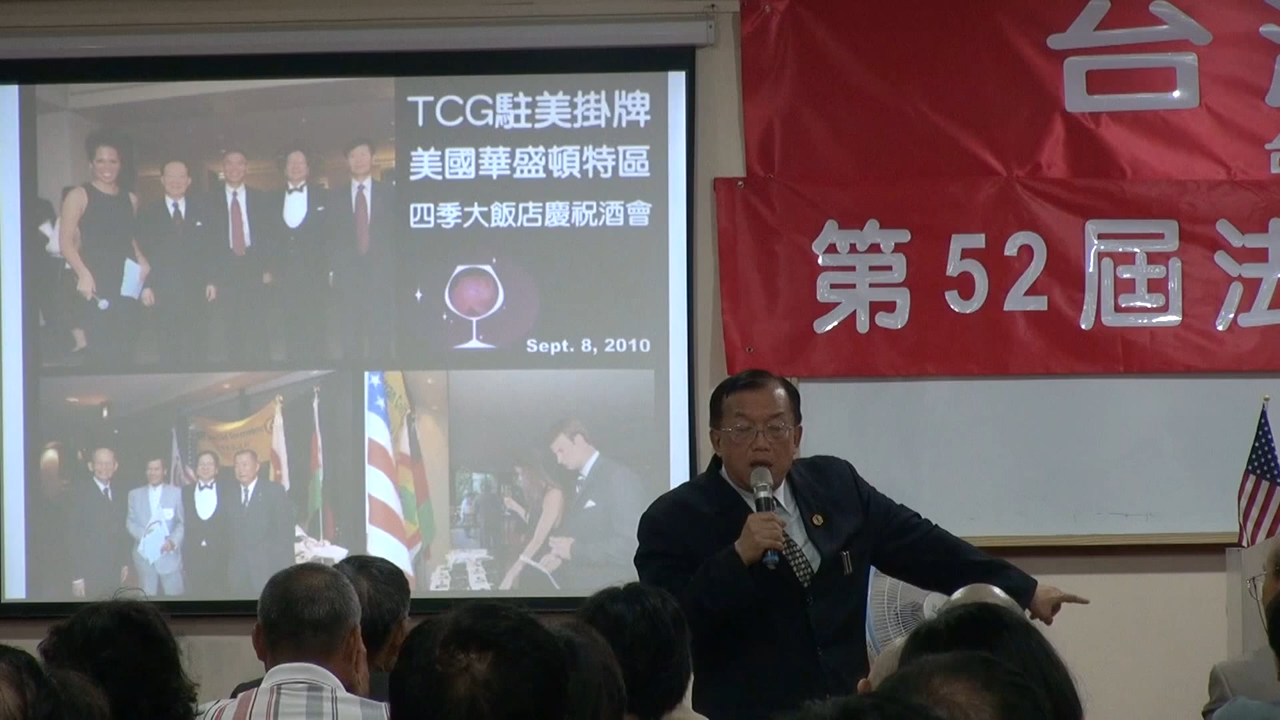 TCG駐美掛牌
美國華盛頓特區
四季大飯店慶祝酒會
Sept. 8, 2010
台
第52屆法